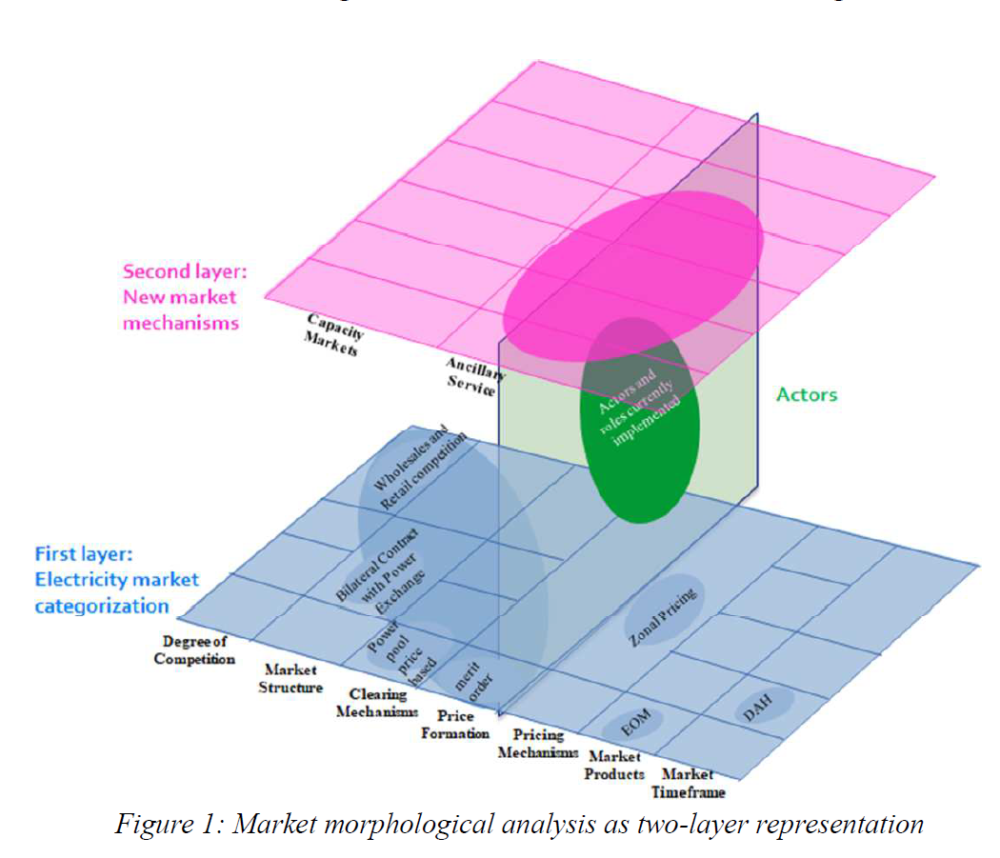 Second layer:
New market
mechanisms
Capacity
Markets
Ancillary
Service
Actors and
roles currently
implemented
Actors
Wholesales and
Retail competition
Bilateral Contract
with Power
Exchange
Power
pool
price
based
merit
order
Zonal Pricing
EOM
DAH
First layer:
Electricity market
categorization
Degree of
Competition
Market
Structure
Clearing
Mechanisms
Price
Formation
Pricing
Mechanisms
Market
Products
Market
Timeframe
Figure 1: Market morphological analysis as two-layer representation